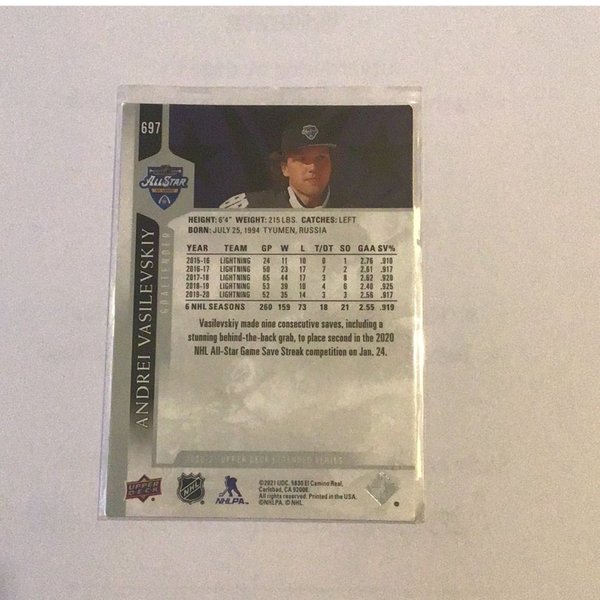 697
ALL STAR
ANDREI VASILEVSKIY
GOALTENDER
HEIGHT: 6'4" WEIGHT: 215 LBS. CATCHES: LEFT
BORN: JULY 25, 1994 TYUMEN, RUSSIA
YEAR TEAM GP W L T/OT SO GAA SV%
2015-16 LIGHTNING 24 11 10 0 1 2.76 .910
2016-17 LIGHTNING 50 23 17 7 2 2.61 .917
2017-18 LIGHTNING 65 44 17 3 8 2.62 .920
2018-19 LIGHTNING 53 39 10 4 6 2.40 .925
2019-20 LIGHTNING 52 35 14 3 3 2.56 .917
6 NHL SEASONS 260 159 73 18 21 2.55 .919
Vasilevskiy made nine consecutive saves, including a
stunning behind-the-back grab, to place second in the 2020
NHL All-Star Game Save Streak competition on Jan. 24.
UPPER DECK EXTENDED SERIES
UPPER DECK
NHL
NHLPA
©2021 UDC, 5830 El Camino Real,
Carlsbad, CA 92008.
All rights reserved. Printed in the USA.
©NHLPA. © NHL